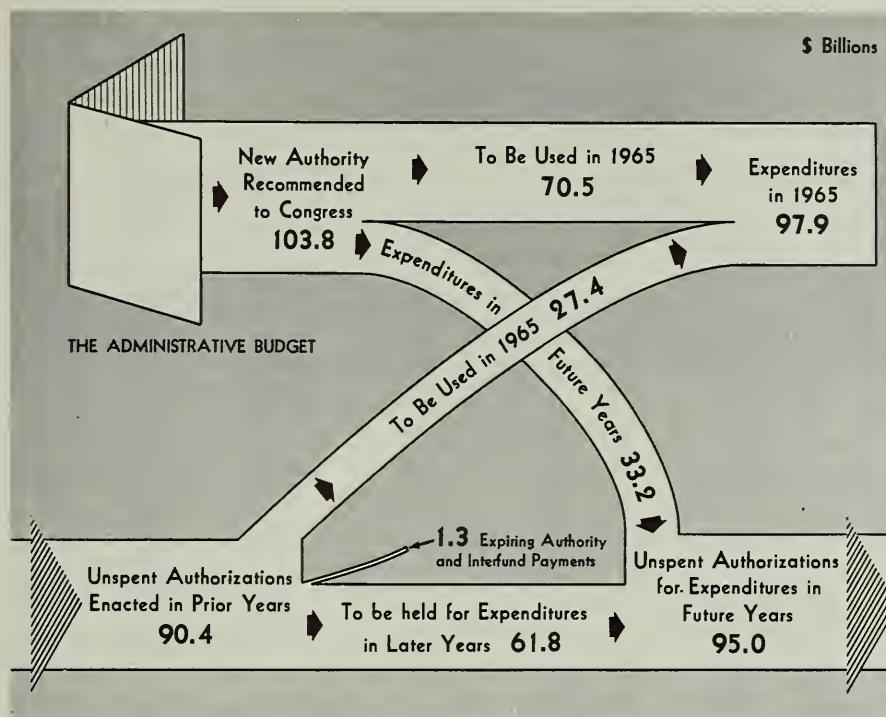 $ Billions
New Authority
Recommended
to Congress
103.8
To Be Used in 1965
70.5
Expenditures
in 1965
97.9
Expenditures in
Future Years 33.2
To Be Used in 1965 27.4
THE ADMINISTRATIVE BUDGET
1.3 Expiring Authority
and Interfund Payments
Unspent Authorizations
Enacted in Prior Years
90.4
To be held for Expenditures
in Later Years 61.8
Unspent Authorizations
for Expenditures in
Future Years
95.0